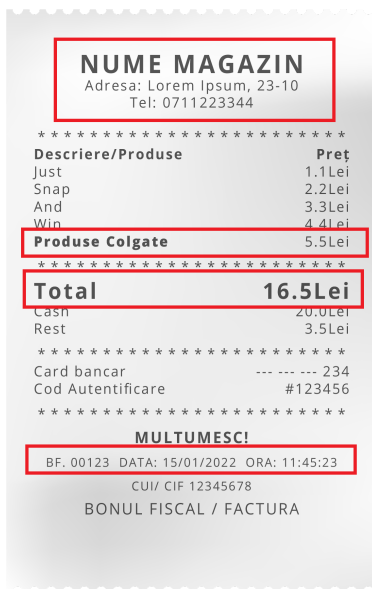 NUME MAGAZIN
Adresa: Lorem Ipsum, 23-10
Tel: 0711223344
* * * * * * * * * * * * * * * * * * * * * * * *
Descriere/Produse Preț
Just 1.1Lei
Snap 2.2Lei
And 3.3Lei
Win 4.4Lei
Produse Colgate 5.5Lei
* * * * * * * * * * * * * * * * * * * * * * * *
Total 16.5Lei
Cash 20.0Lei
Rest 3.5Lei
* * * * * * * * * * * * * * * * * * * * * * * *
Card bancar --- --- --- 234
Cod Autentificare #123456
* * * * * * * * * * * * * * * * * * * * * * * *
MULTUMESC!
BF. 00123 DATA: 15/01/2022 ORA: 11:45:23
CUI/ CIF 12345678
BONUL FISCAL / FACTURA